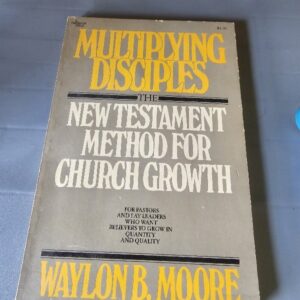 MULTIPLYING
DISCIPLES
THE
NEW TESTAMENT
METHOD FOR
CHURCH GROWTH
FOR PASTORS
AND LAY LEADERS
WHO WANT
BELIEVERS TO GROW IN
QUANTITY
AND QUALITY
WAYLON B. MOORE